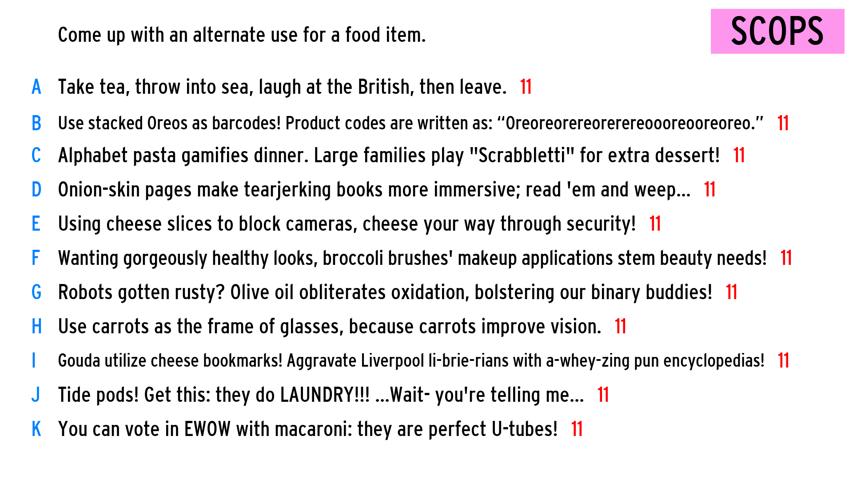 Come up with an alternate use for a food item.
SCOPS
A Take tea, throw into sea, laugh at the British, then leave. 11
B Use stacked Oreos as barcodes! Product codes are written as: “Oreoreorereorerereoooreooreoreo.” 11
C Alphabet pasta gamifies dinner. Large families play "Scrabbletti" for extra dessert! 11
D Onion-skin pages make tearjerking books more immersive; read 'em and weep... 11
E Using cheese slices to block cameras, cheese your way through security! 11
F Wanting gorgeously healthy looks, broccoli brushes' makeup applications stem beauty needs! 11
G Robots gotten rusty? Olive oil obliterates oxidation, bolstering our binary buddies! 11
H Use carrots as the frame of glasses, because carrots improve vision. 11
I Gouda utilize cheese bookmarks! Aggravate Liverpool li-brie-rians with a-whey-zing pun encyclopedias! 11
J Tide pods! Get this: they do LAUNDRY!!! ...Wait- you're telling me... 11
K You can vote in EWOW with macaroni: they are perfect U-tubes! 11